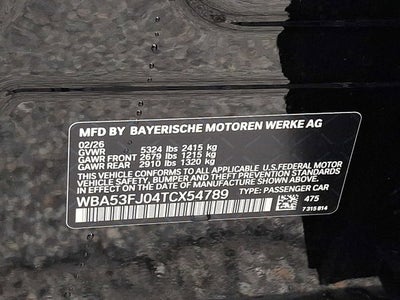 MFD BY BAYERISCHE MOTOREN WERKE AG
02/26
GVWR 5324 lbs 2415 kg
GAWR FRONT 2679 lbs 1215 kg
GAWR REAR 2910 lbs 1320 kg
THIS VEHICLE CONFORMS TO ALL APPLICABLE U.S.FEDERAL MOTOR
VEHICLE SAFETY, BUMPER AND THEFT PREVENTION STANDARDS IN
EFFECT ON THE DATE OF MANUFACTURE SHOWN ABOVE.
WBA53FJ04TCX54789 TYPE: PASSENGER CAR
475
7 315 814